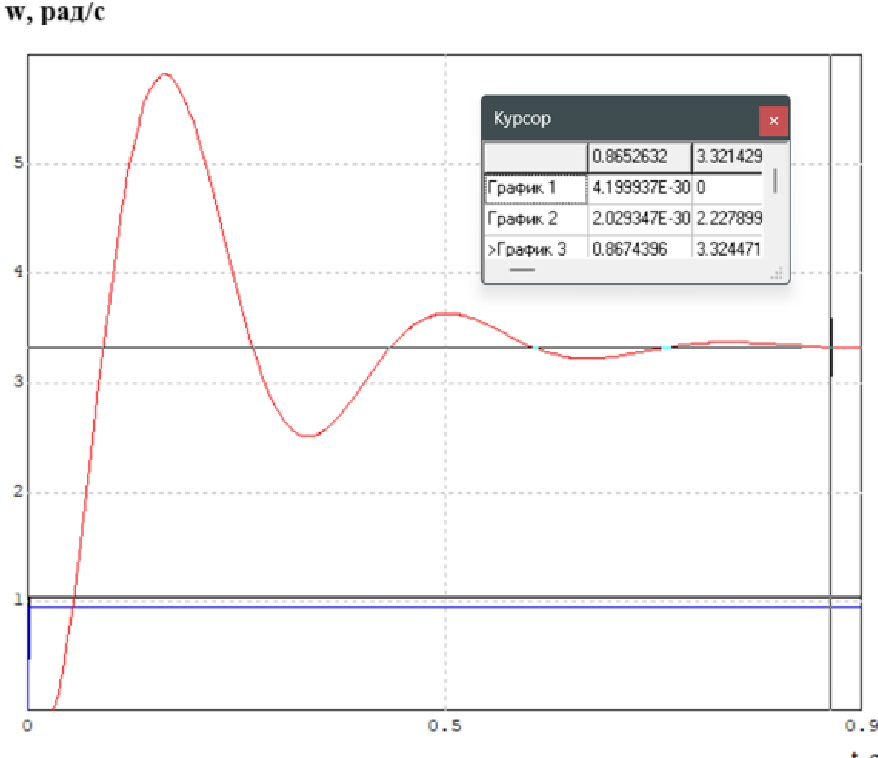 w, рад/с
Курсор
0.8652632 3.321429
График 1 4.199937E-30 0
График 2 2.029347E-30 2.227899
>График 3 0.8674396 3.324471
5
4
3
2
1
0 0.5 0.9